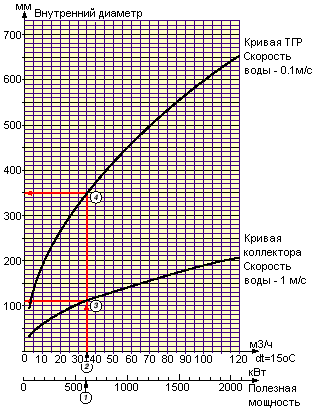 мм
Внутренний диаметр
700
600
500
400
300
200
100
Кривая ТГР
Скорость
воды - 0.1м/с
4
Кривая
коллектора
Скорость
воды - 1 м/с
3
0 10 20 30 40 50 60 70 80 90 100 120
м3/ч
dt=15oC
2
0 500 1000 1500 2000
кВт
Полезная
мощность
1